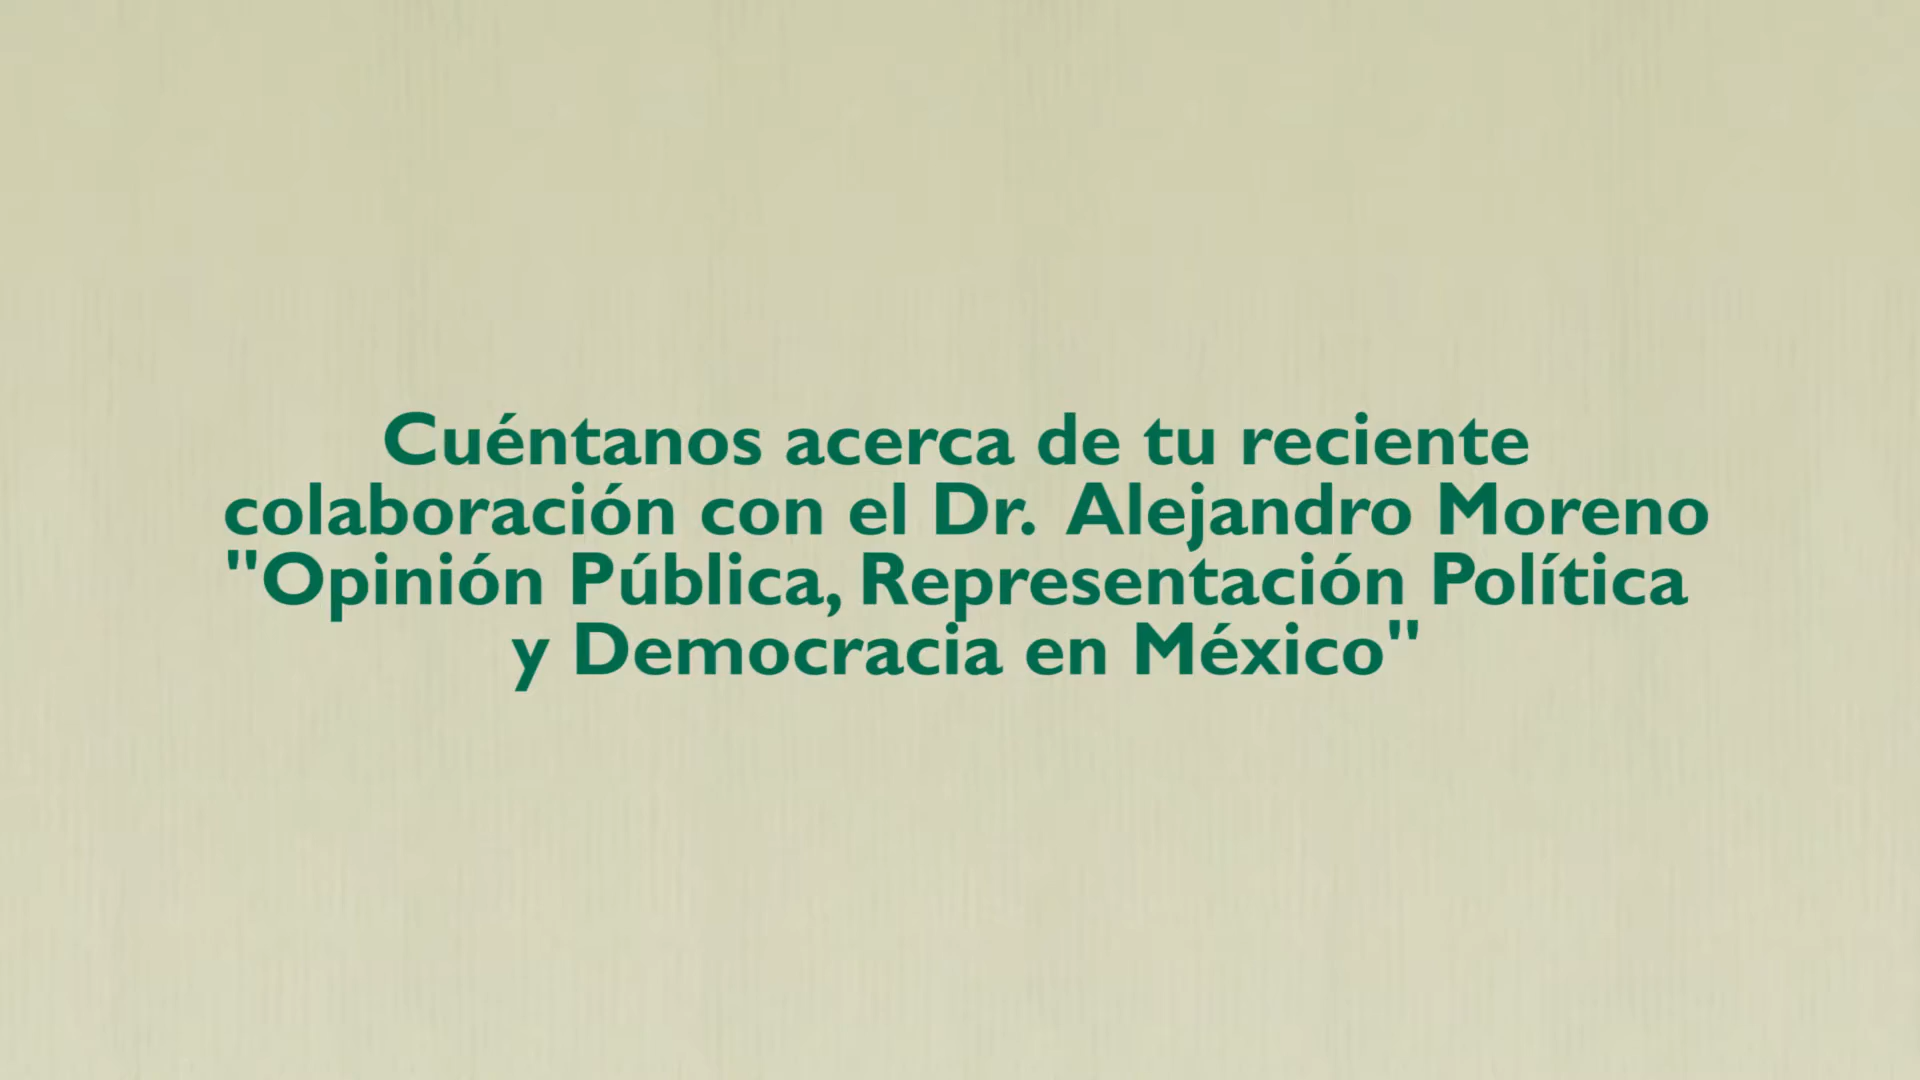 Cuéntanos acerca de tu reciente
colaboración con el Dr. Alejandro Moreno
"Opinión Pública, Representación Política
y Democracia en México"